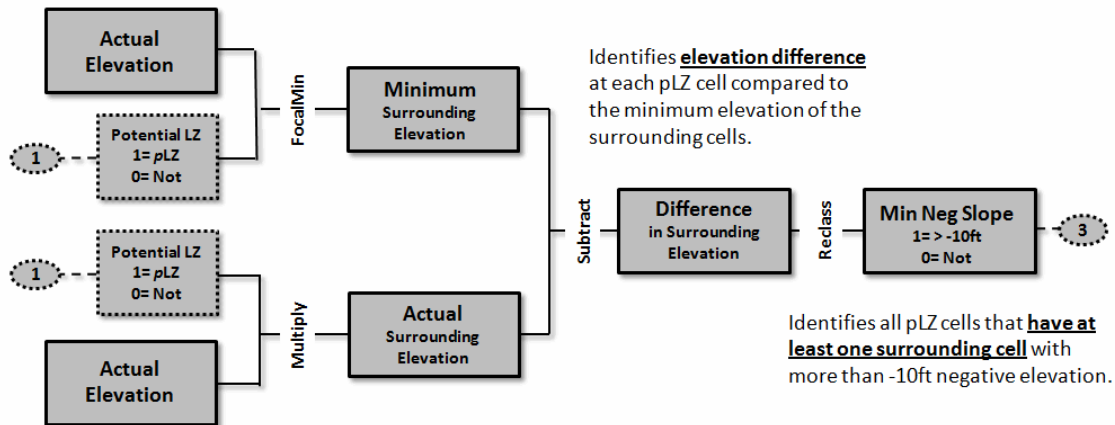 Actual
Elevation
1
Potential LZ
1= pLZ
0= Not
FocalMin
Minimum
Surrounding
Elevation
Identifies elevation difference
at each pLZ cell compared to
the minimum elevation of the
surrounding cells.
1
Potential LZ
1= pLZ
0= Not
Actual
Elevation
Multiply
Actual
Surrounding
Elevation
Subtract
Difference
in Surrounding
Elevation
Reclass
Min Neg Slope
1= > -10ft
0= Not
3
Identifies all pLZ cells that have at
least one surrounding cell with
more than -10ft negative elevation.